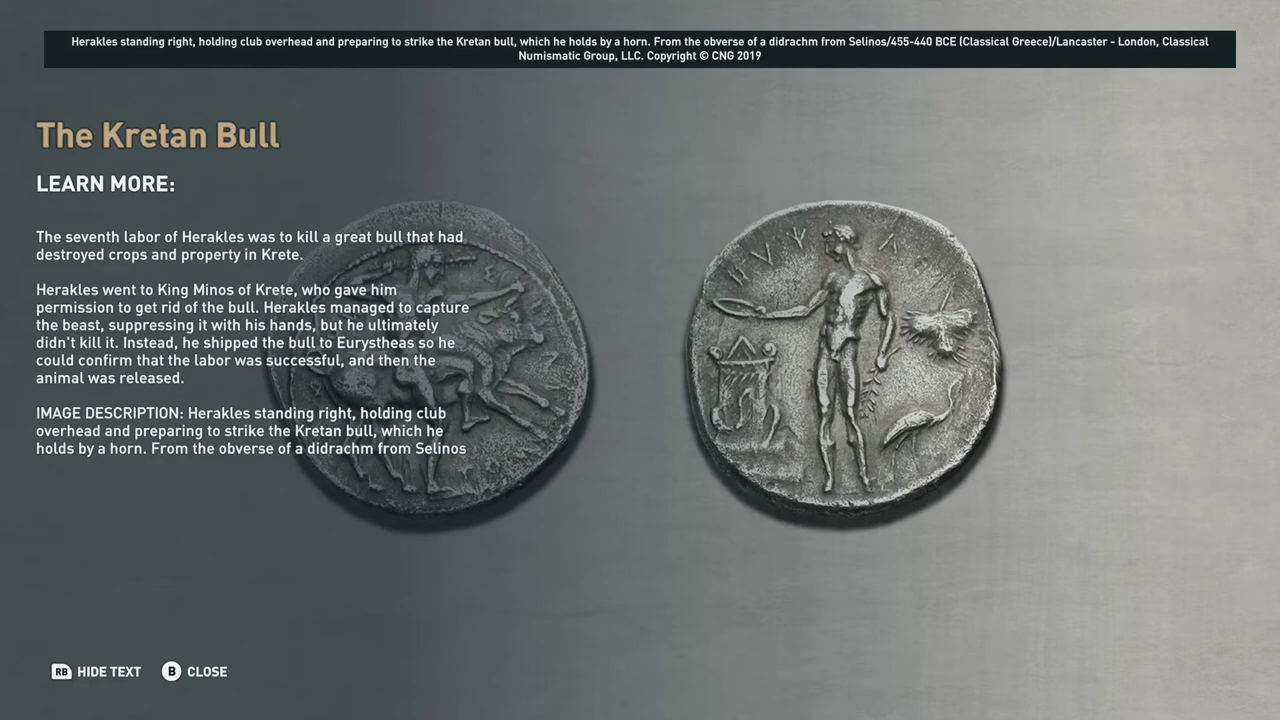 Herakles standing right, holding club overhead and preparing to strike the Kretan bull, which he holds by a horn. From the obverse of a didrachm from Selinos/455-440 BCE (Classical Greece)/Lancaster - London, Classical
Numismatic Group, LLC. Copyright © CNG 2019
The Kretan Bull
LEARN MORE:
The seventh labor of Herakles was to kill a great bull that had
destroyed crops and property in Krete.
Herakles went to King Minos of Krete, who gave him
permission to get rid of the bull. Herakles managed to capture
the beast, suppressing it with his hands, but he ultimately
didn't kill it. Instead, he shipped the bull to Eurystheas so he
could confirm that the labor was successful, and then the
animal was released.
IMAGE DESCRIPTION: Herakles standing right, holding club
overhead and preparing to strike the Kretan bull, which he
holds by a horn. From the obverse of a didrachm from Selinos
RB HIDE TEXT B CLOSE